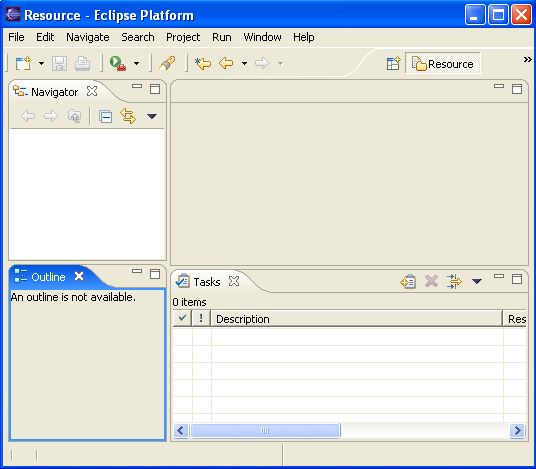 Resource - Eclipse Platform
File Edit Navigate Search Project Run Window Help
Resource »
Navigator
Outline
An outline is not available.
Tasks
0 items
! Description Res